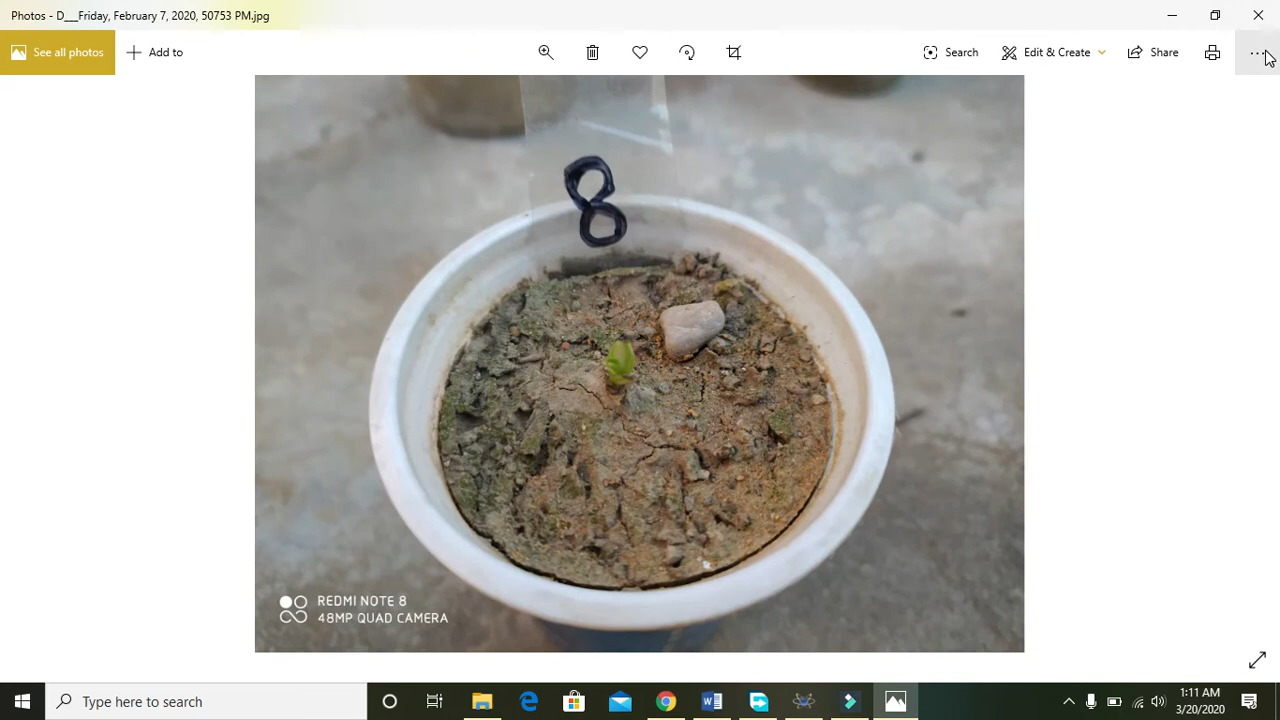 Photos - D___Friday, February 7, 2020, 50753 PM.jpg
See all photos
Add to
Search
Edit & Create
Share
8
REDMI NOTE 8
48MP QUAD CAMERA
Type here to search
1:11 AM
3/20/2020